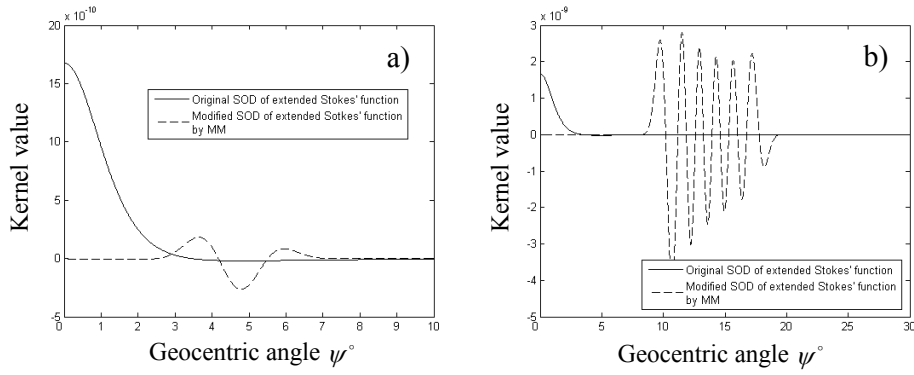 x 10-10
20
15
10
5
0
-5
0 1 2 3 4 5 6 7 8 9 10
a)
Original SOD of extended Stokes' function
Modified SOD of extended Sotkes' function
by MM
Kernel value
Geocentric angle ψ°
x 10-9
3
2
1
0
-1
-2
-3
-4
-5
0 5 10 15 20 25 30
b)
Original SOD of extended Stokes' function
Modified SOD of extended Stokes' function
by MM
Kernel value
Geocentric angle ψ°